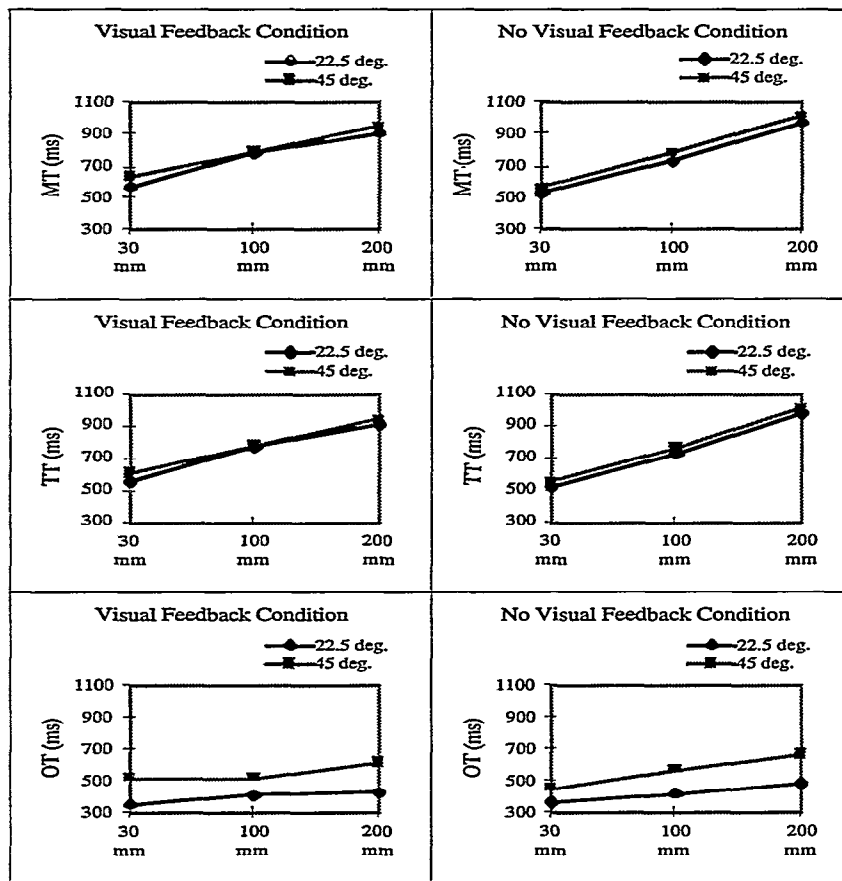 Visual Feedback Condition
22.5 deg.
45 deg.
1100
900
700
500
300
MT (ms)
30 100 200
mm mm mm
No Visual Feedback Condition
22.5 deg.
45 deg.
1100
900
700
500
300
MT (ms)
30 100 200
mm mm mm
Visual Feedback Condition
22.5 deg.
45 deg.
1100
900
700
500
300
TT (ms)
30 100 200
mm mm mm
No Visual Feedback Condition
22.5 deg.
45 deg.
1100
900
700
500
300
TT (ms)
30 100 200
mm mm mm
Visual Feedback Condition
22.5 deg.
45 deg.
1100
900
700
500
300
OT (ms)
30 100 200
mm mm mm
No Visual Feedback Condition
22.5 deg.
45 deg.
1100
900
700
500
300
OT (ms)
30 100 200
mm mm mm